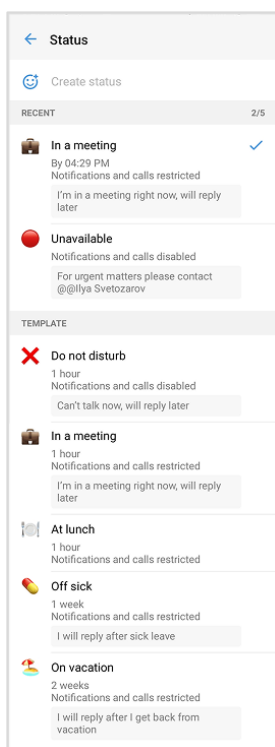 Status
Create status
RECENT 2/5
In a meeting
By 04:29 PM
Notifications and calls restricted
I'm in a meeting right now, will reply
later
Unavailable
Notifications and calls disabled
For urgent matters please contact
@@Ilya Svetozarov
TEMPLATE
Do not disturb
1 hour
Notifications and calls disabled
Can't talk now, will reply later
In a meeting
1 hour
Notifications and calls restricted
I'm in a meeting right now, will reply
later
At lunch
1 hour
Notifications and calls restricted
Off sick
1 week
Notifications and calls restricted
I will reply after sick leave
On vacation
2 weeks
Notifications and calls restricted
I will reply after I get back from
vacation